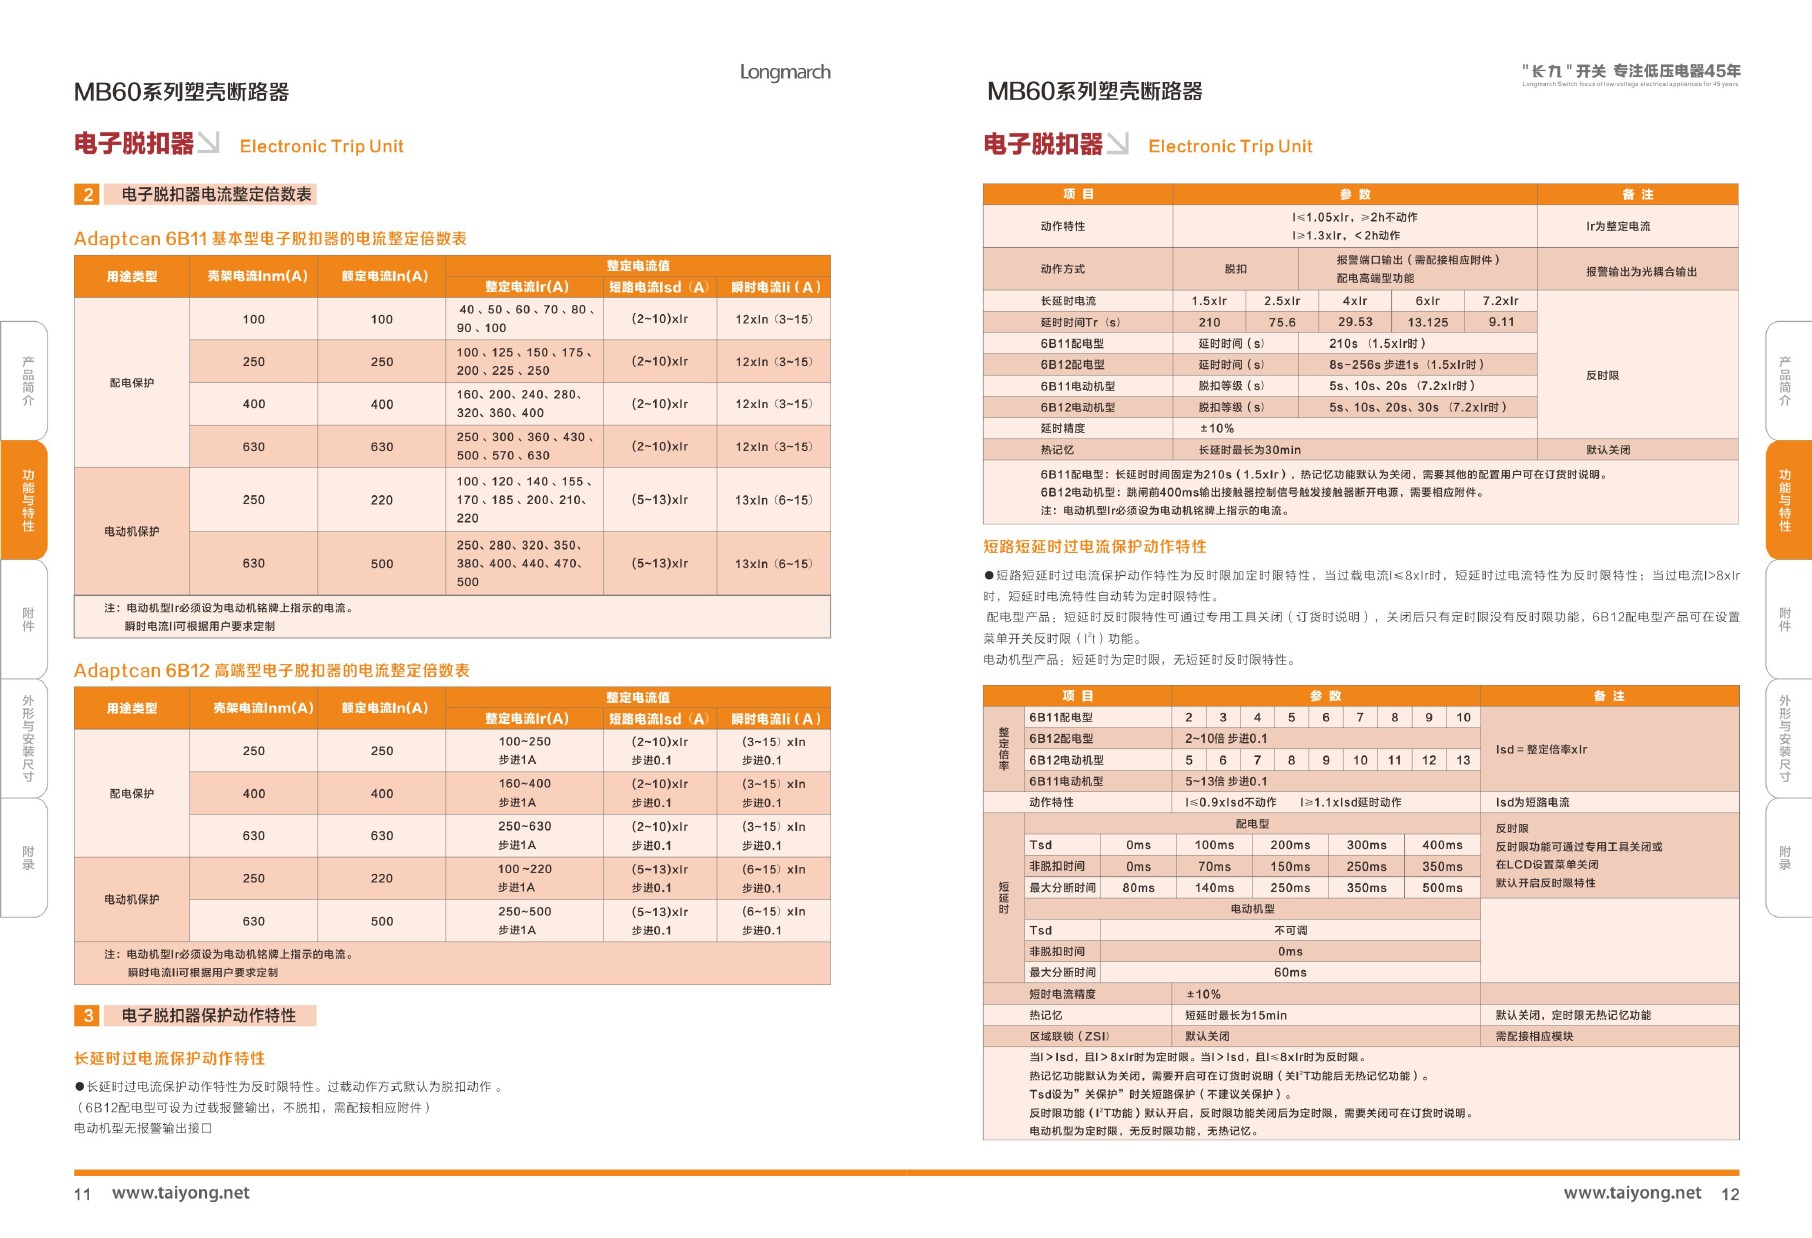 Longmarch
MB60系列塑壳断路器
电子脱扣器 Electronic Trip Unit
2 电子脱扣器电流整定倍数表
Adaptcan 6B11 基本型电子脱扣器的电流整定倍数表
用途类型 壳架电流Inm(A) 额定电流In(A) 整定电流值
整定电流Ir(A) 短路电流Isd（A） 瞬时电流Ii（A）
配电保护
100 100 40、50、60、70、80、 (2~10)xIr 12xIn（3~15）
90、100
250 250 100、125、150、175、 (2~10)xIr 12xIn（3~15）
200、225、250
400 400 160、200、240、280、 (2~10)xIr 12xIn（3~15）
320、360、400
630 630 250、300、360、430、 (2~10)xIr 12xIn（3~15）
500、570、630
电动机保护
250 220 100、120、140、155、 (5~13)xIr 13xIn（6~15）
170、185、200、210、
220
630 500 250、280、320、350、 (5~13)xIr 13xIn（6~15）
380、400、440、470、
500
注：电动机型Ir必须设为电动机铭牌上指示的电流。
瞬时电流Ii可根据用户要求定制
Adaptcan 6B12 高端型电子脱扣器的电流整定倍数表
用途类型 壳架电流Inm(A) 额定电流In(A) 整定电流值
整定电流Ir(A) 短路电流Isd（A） 瞬时电流Ii（A）
配电保护
250 250 100~250 (2~10)xIr (3~15）xIn
步进1A 步进0.1 步进0.1
400 400 160~400 (2~10)xIr (3~15）xIn
步进1A 步进0.1 步进0.1
630 630 250~630 (2~10)xIr (3~15）xIn
步进1A 步进0.1 步进0.1
电动机保护
250 220 100~220 (5~13)xIr (6~15）xIn
步进1A 步进0.1 步进0.1
630 500 250~500 (5~13)xIr (6~15）xIn
步进1A 步进0.1 步进0.1
注：电动机型Ir必须设为电动机铭牌上指示的电流。
瞬时电流Ii可根据用户要求定制
3 电子脱扣器保护动作特性
长延时过电流保护动作特性
●长延时过电流保护动作特性为反时限特性。过载动作方式默认为脱扣动作。
（6B12配电型可设为过载报警输出，不脱扣，需配接相应附件）
电动机型无报警输出接口
11 www.taiyong.net
产品简介
功能与特性
附件
外形与安装尺寸
附录
"长九"开关 专注低压电器45年
Longmarch Switch focus of low-voltage electrical appliances for 45 years
MB60系列塑壳断路器
电子脱扣器 Electronic Trip Unit
项 目 参 数 备 注
动作特性 I≤1.05xIr，≥2h不动作 Ir为整定电流
I≥1.3xIr，＜2h动作
动作方式 脱扣 报警端口输出（需配接相应附件） 报警输出为光耦合输出
配电高端型功能
长延时电流 1.5xIr 2.5xIr 4xIr 6xIr 7.2xIr
延时时间Tr（s） 210 75.6 29.53 13.125 9.11
6B11配电型 延时时间（s） 210s（1.5xIr时）
6B12配电型 延时时间（s） 8s~256s 步进1s（1.5xIr时）
反时限
6B11电动机型 脱扣等级（s） 5s、10s、20s（7.2xIr时）
6B12电动机型 脱扣等级（s） 5s、10s、20s、30s（7.2xIr时）
延时精度 ±10%
热记忆 长延时最长为30min 默认关闭
6B11配电型：长延时时间固定为210s（1.5xIr），热记忆功能默认为关闭，需要其他的配置用户可在订货时说明。
6B12电动机型：跳闸前400ms输出接触器控制信号触发接触器断开电源，需要相应附件。
注：电动机型Ir必须设为电动机铭牌上指示的电流。
短路短延时过电流保护动作特性
●短路短延时过电流保护动作特性为反时限加定时限特性，当过载电流I≤8xIr时，短延时过电流特性为反时限特性；当过电流I>8xIr
时，短延时电流特性自动转为定时限特性。
配电型产品：短延时反时限特性可通过专用工具关闭（订货时说明），关闭后只有定时限没有反时限功能，6B12配电型产品可在设置
菜单开关反时限（I²t）功能。
电动机型产品：短延时为定时限，无短延时反时限特性。
项 目 参 数 备 注
整定倍率
6B11配电型 2 3 4 5 6 7 8 9 10
6B12配电型 2~10倍 步进0.1
Isd = 整定倍率xIr
6B12电动机型 5 6 7 8 9 10 11 12 13
6B11电动机型 5~13倍 步进0.1
动作特性 I≤0.9xIsd不动作 I≥1.1xIsd延时动作 Isd为短路电流
短延时
配电型
Tsd 0ms 100ms 200ms 300ms 400ms
非脱扣时间 0ms 70ms 150ms 250ms 350ms
最大分断时间 80ms 140ms 250ms 350ms 500ms
反时限
反时限功能可通过专用工具关闭或
在LCD设置菜单关闭
默认开启反时限特性
电动机型
Tsd 不可调
非脱扣时间 0ms
最大分断时间 60ms
短时电流精度 ±10%
热记忆 短延时最长为15min 默认关闭，定时限无热记忆功能
区域联锁（ZSI） 默认关闭 需配接相应模块
当I＞Isd，且I＞8xIr时为定时限。当I＞Isd，且I≤8xIr时为反时限。
热记忆功能默认为关闭，需要开启可在订货时说明（关I²T功能后无热记忆功能）。
Tsd设为”关保护”时关短路保护（不建议关保护）。
反时限功能（I²T功能）默认开启，反时限功能关闭后为定时限，需要关闭可在订货时说明。
电动机型为定时限，无反时限功能，无热记忆。
www.taiyong.net 12
产品简介
功能与特性
附件
外形与安装尺寸
附录